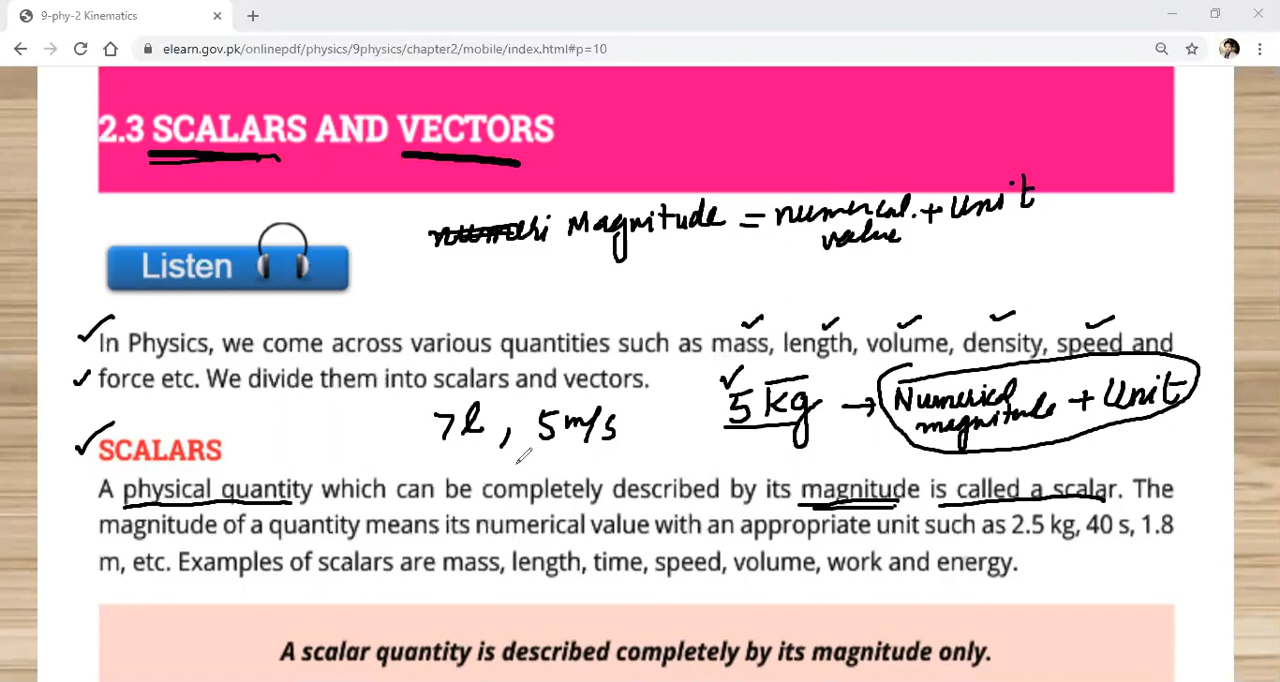 9-phy-2 Kinematics
elearn.gov.pk/onlinepdf/physics/9physics/chapter2/mobile/index.html#p=10
2.3 SCALARS AND VECTORS
Magnitude = numerical value + Unit
Listen
In Physics, we come across various quantities such as mass, length, volume, density, speed and
force etc. We divide them into scalars and vectors.
5 kg → Numerical magnitude + Unit
7l, 5 m/s
SCALARS
A physical quantity which can be completely described by its magnitude is called a scalar. The
magnitude of a quantity means its numerical value with an appropriate unit such as 2.5 kg, 40 s, 1.8
m, etc. Examples of scalars are mass, length, time, speed, volume, work and energy.
A scalar quantity is described completely by its magnitude only.